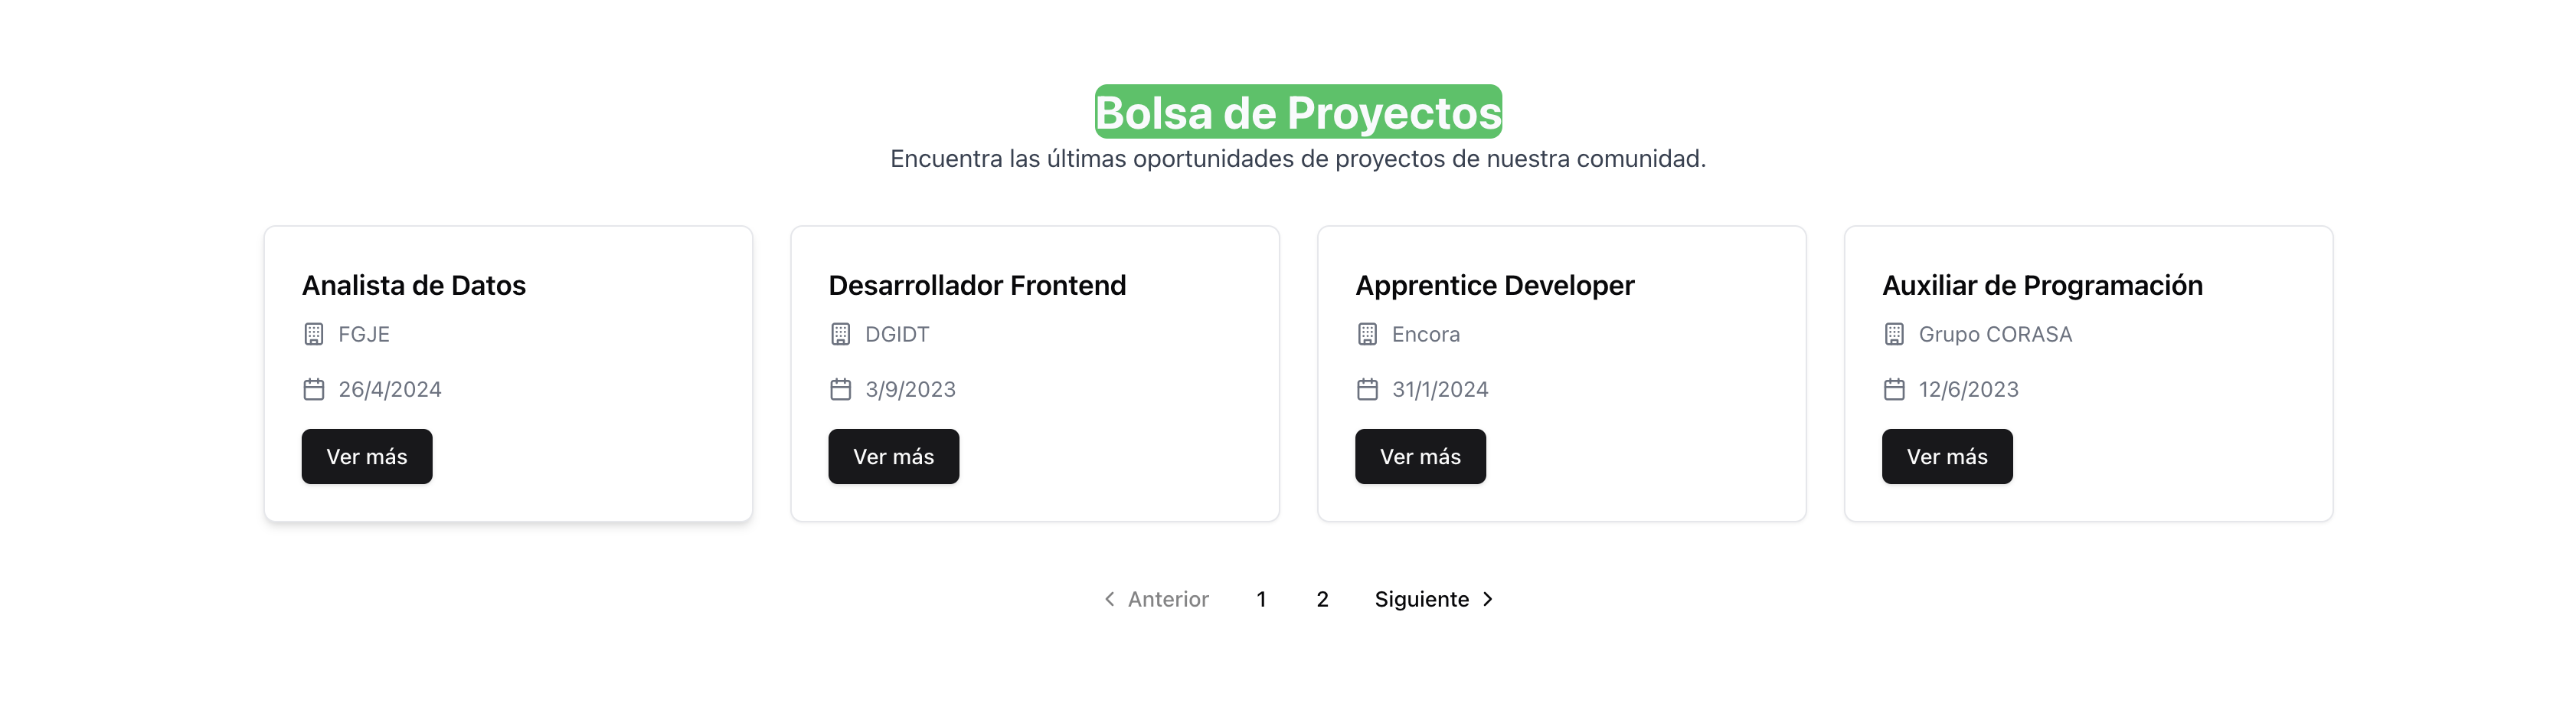 Bolsa de Proyectos
Encuentra las últimas oportunidades de proyectos de nuestra comunidad.
Analista de Datos
FGJE
26/4/2024
Ver más
Desarrollador Frontend
DGIDT
3/9/2023
Ver más
Apprentice Developer
Encora
31/1/2024
Ver más
Auxiliar de Programación
Grupo CORASA
12/6/2023
Ver más
Anterior 1 2 Siguiente